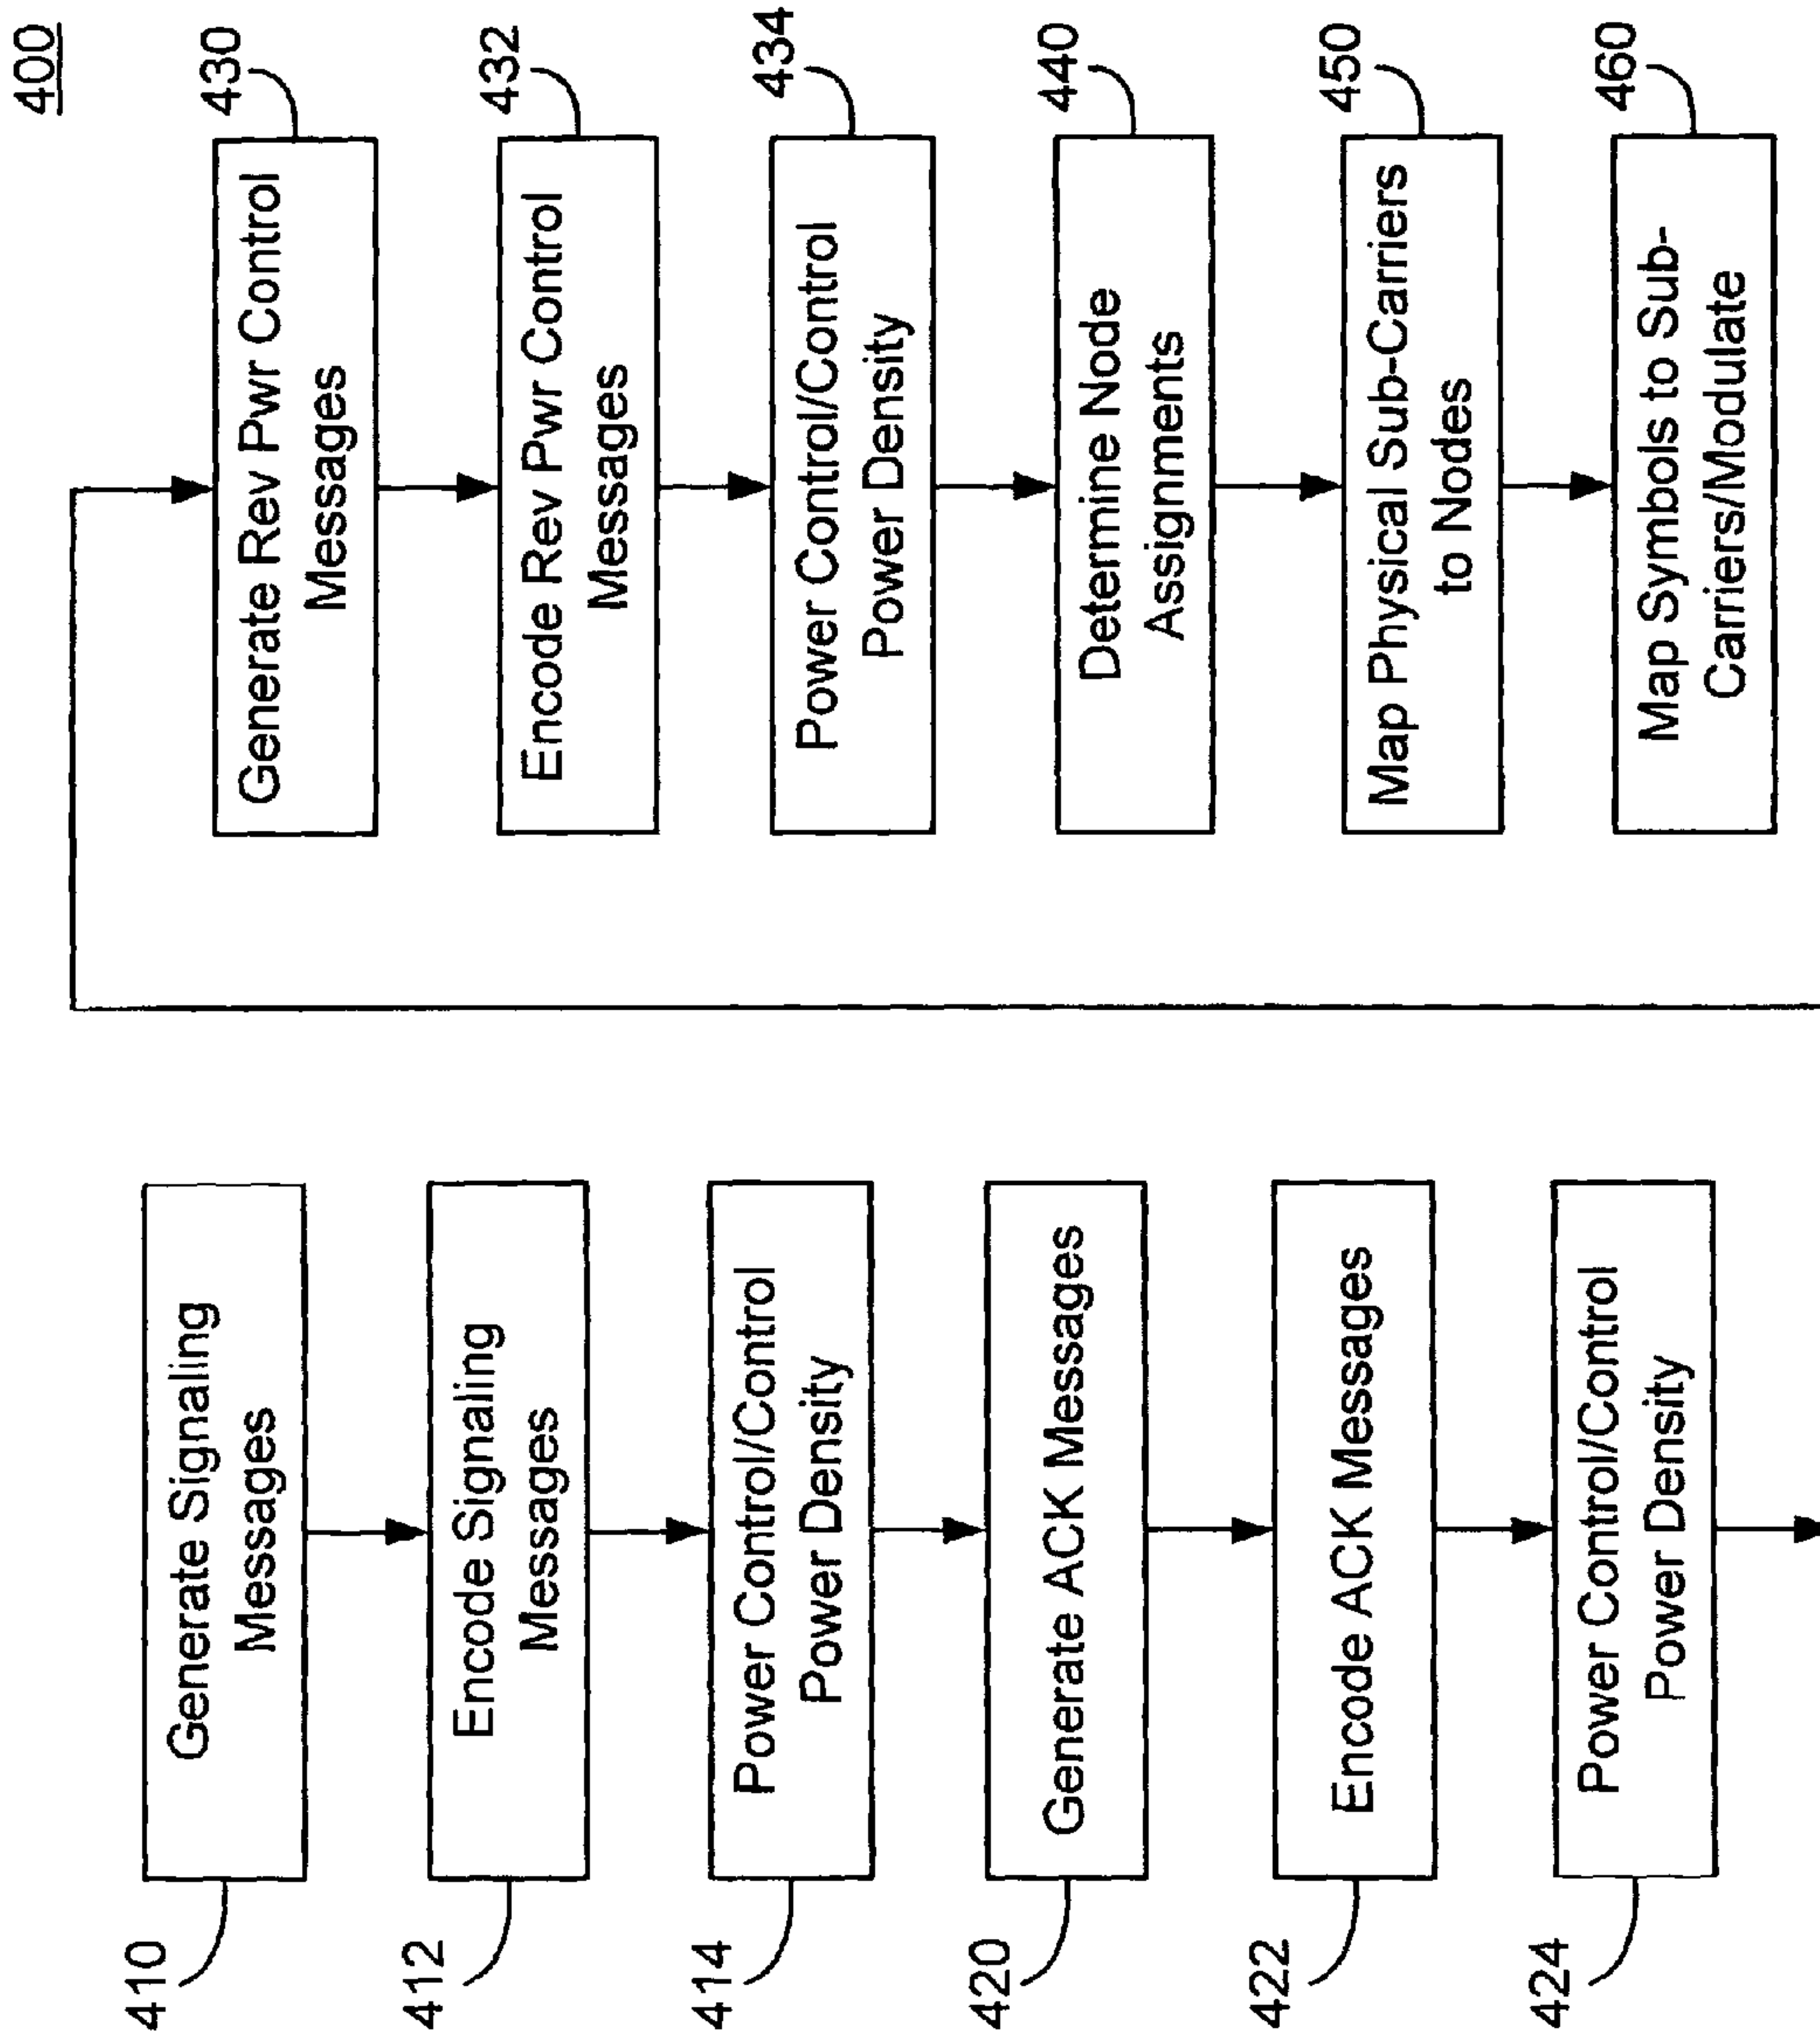 400
410
Generate Signaling
Messages
412
Encode Signaling
Messages
414
Power Control/Control
Power Density
420
Generate ACK Messages
422
Encode ACK Messages
424
Power Control/Control
Power Density
430
Generate Rev Pwr Control
Messages
432
Encode Rev Pwr Control
Messages
434
Power Control/Control
Power Density
440
Determine Node
Assignments
450
Map Physical Sub-Carriers
to Nodes
460
Map Symbols to Sub-
Carriers/Modulate